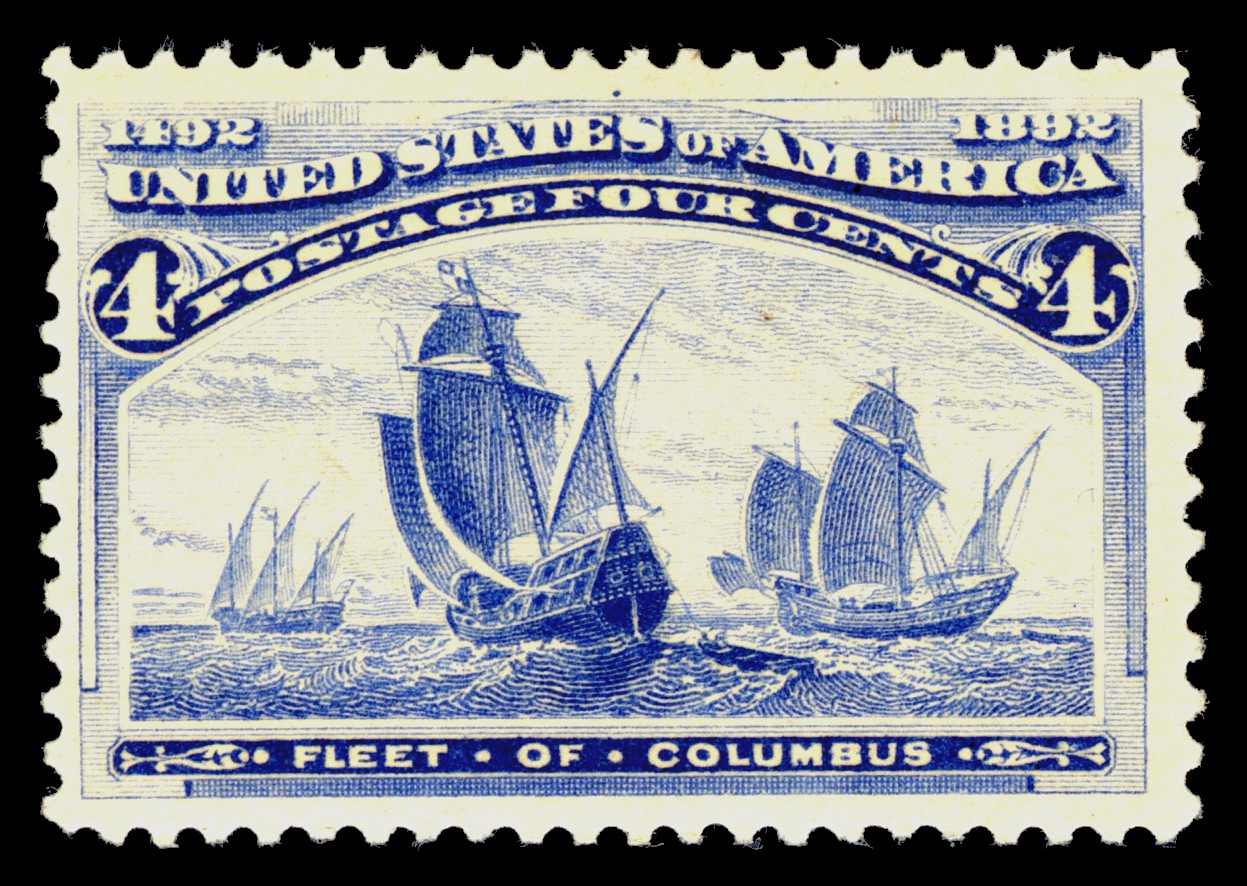 1492 1892
UNITED STATES OF AMERICA
POSTAGE FOUR CENTS
4 4
FLEET · OF · COLUMBUS